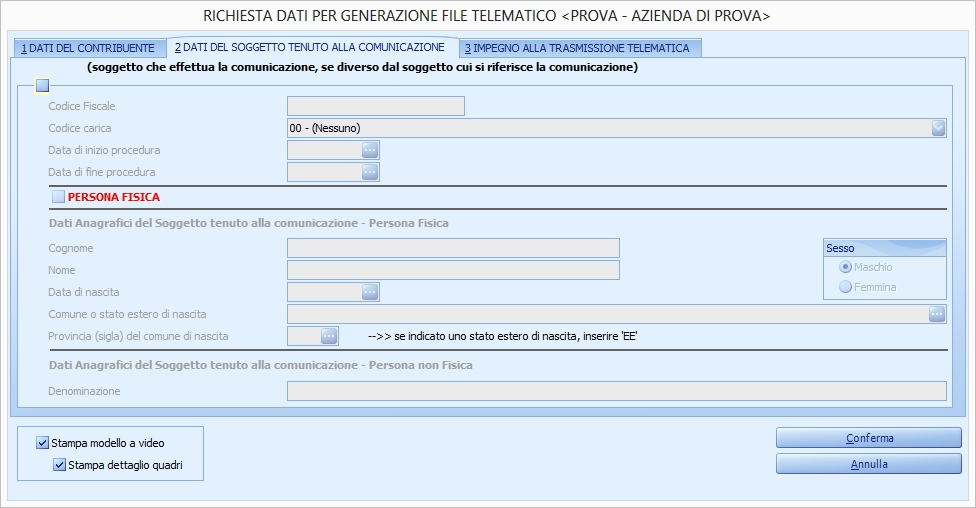 RICHIESTA DATI PER GENERAZIONE FILE TELEMATICO <PROVA - AZIENDA DI PROVA>
1 DATI DEL CONTRIBUENTE 2 DATI DEL SOGGETTO TENUTO ALLA COMUNICAZIONE 3 IMPEGNO ALLA TRASMISSIONE TELEMATICA
(soggetto che effettua la comunicazione, se diverso dal soggetto cui si riferisce la comunicazione)
Codice Fiscale
Codice carica 00 - (Nessuno)
Data di inizio procedura
Data di fine procedura
PERSONA FISICA
Dati Anagrafici del Soggetto tenuto alla comunicazione - Persona Fisica
Cognome
Sesso
Nome
Maschio
Data di nascita
Femmina
Comune o stato estero di nascita
Provincia (sigla) del comune di nascita -->> se indicato uno stato estero di nascita, inserire 'EE'
Dati Anagrafici del Soggetto tenuto alla comunicazione - Persona non Fisica
Denominazione
Stampa modello a video
Stampa dettaglio quadri
Conferma
Annulla